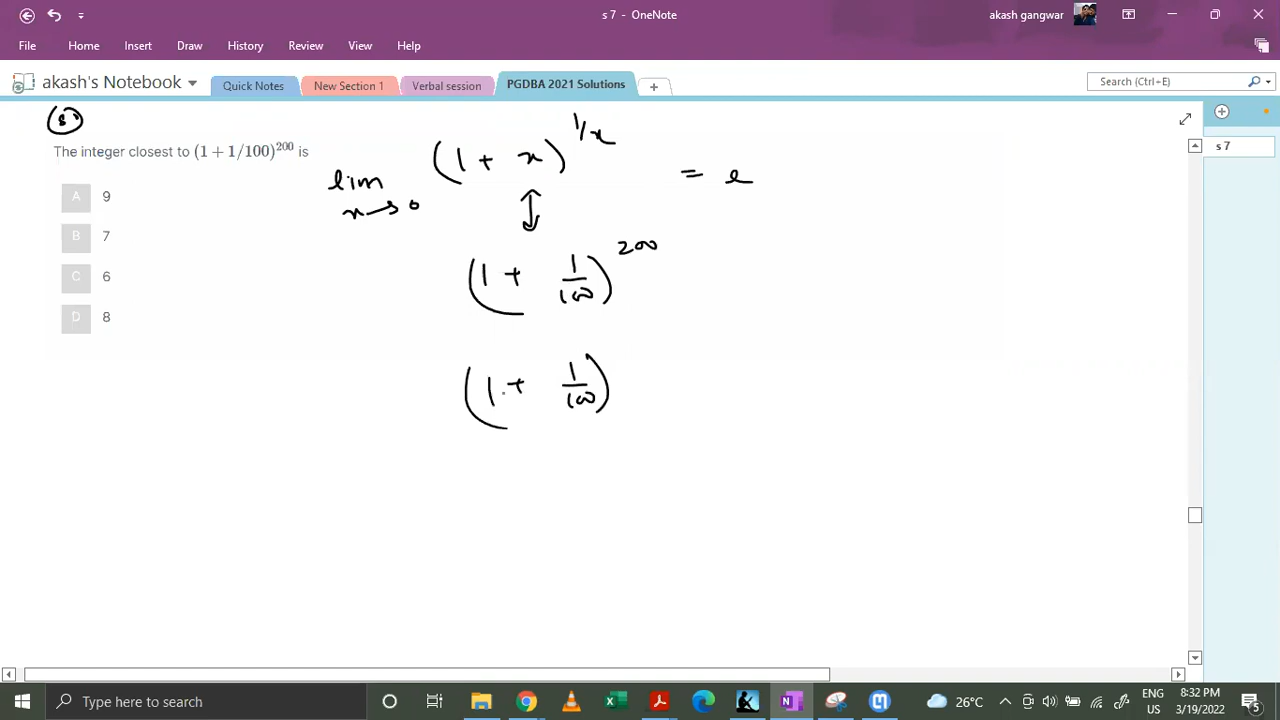 s 7 - OneNote
akash gangwar
File Home Insert Draw History Review View Help
akash's Notebook Quick Notes New Section 1 Verbal session PGDBA 2021 Solutions +
Search (Ctrl+E)
s 7
The integer closest to (1 + 1/100)^200 is
A 9
B 7
C 6
D 8
lim x→0 (1 + x)^1/x = e
(1 + 1/100)^200
(1 + 1/100)
Type here to search
26°C
ENG
IN
8:32 PM
3/19/2022
5